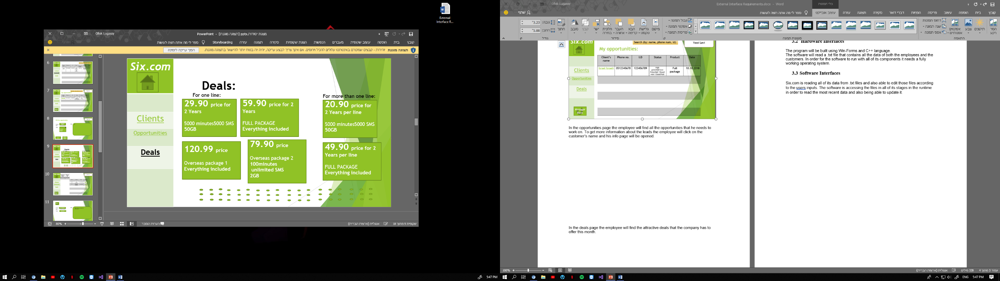 External
Interface R...
Ofek Lugassy
PowerPoint - [תצוגה מוגנת] pptx.מצגת יסודות
קובץ
בית
הוספה
עיצוב שקופית
מעברים
הנפשות
הצגת שקופיות
סקירה
תצוגה
עזרה
Storyboarding
ספר לי מה אתה רוצה לעשות
תצוגה מוגנת זהירות - קבצים שמקורם באינטרנט עלולים להכיל וירוסים. אם אינך צריך לבצע עריכה, יהיה זה בטוח יותר להישאר בתצוגה מוגנת.
הפוך עריכה לזמינה
6
7
8
9
10
11
Six.com
Clients
Opportunities
Deals
Deals:
For one line:
For more than one line:
29.90 price for
2 Years
5000 minutes5000 SMS
50GB
59.90 price for 2
Years
FULL PACKAGE
Everything included
20.90 price for
2 Years per line
5000 minutes5000 SMS
50GB
120.99 price
Overseas package 1
Everything included
79.90 price
Overseas package 2
100minutes
unlimited SMS
2GB
49.90 price for 2
Years per line
FULL PACKAGE
Everything included
80%
הערות הסבר
אנגלית (ארצות הברית)
שקופית 9 מתוך 18
5:47 PM
Ofek Lugassy
External Interface Requirements.docx - Word
כלי תמונות
קובץ
בית
הוספה
עיצוב
פריסה
הפניות
דברי דואר
סקירה
תצוגה
עזרה
עיצוב אובייקט
ספר לי מה אתה רוצה לעשות
שתף
הסר
רקע
תיקונים
צבע
אפקטים
אמנותיים
דחוס תמונות
שנה תמונה
אפס תמונה
התאמה
סגנונות תמונה
גבול תמונה
אפקטי תמונה
פריסת תמונה
מיקום
גלישת
טקסט
הבא
קדימה
העבר
אחורה
חלונית
בחירה
ישר
קבץ
סובב
סידור
חתוך
גובה: 3.23"
רוחב: 5.88"
גודל
Six.com
Search (by: name, phone num, id)
Yossi Levi
My opportunities:
Client's name Phone no. I.D Status Product Date
Israel Israeli 0512345678 123456789 High potential/Low Potential/ Closed won/ Closed lost Full package 10.10.2018
Clients
Opportunities
Deals
Manager
Back
In the opportunities page the employee will find all the opportunities that he needs to
work on. To get more information about the leads the employee will click on the
customer's name and his info page will be opened.
In the deals page the employee will find the attractive deals that the company has to
offer this month.
3.2 Hardware Interfaces
The program will be built using Win-Forms and C++ language.
The software will read a .txt file that contains all the data of both the employees and the
customers. In order for the software to run with all of its components it needs a fully
working operating system.
3.3 Software Interfaces
Six.com is reading all of its data from .txt files and also able to edit those files according
to the users inputs. The software is accessing the files in all of its stages in the runtime
in order to read the most recent data and also being able to update it.
100%
אנגלית (ארצות הברית)
328 מילים
עמוד 3 מתוך 4
ENG
5:47 PM